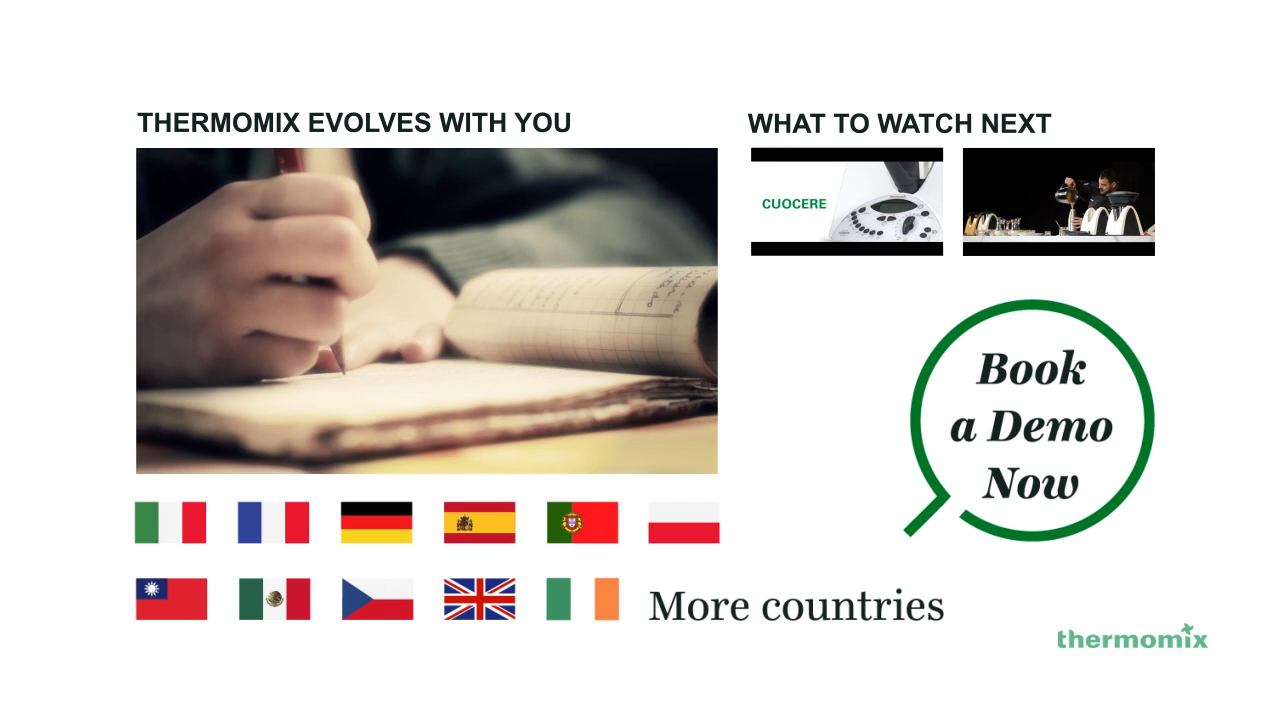 THERMOMIX EVOLVES WITH YOU
WHAT TO WATCH NEXT
CUOCERE
Book
a Demo
Now
More countries
thermomix